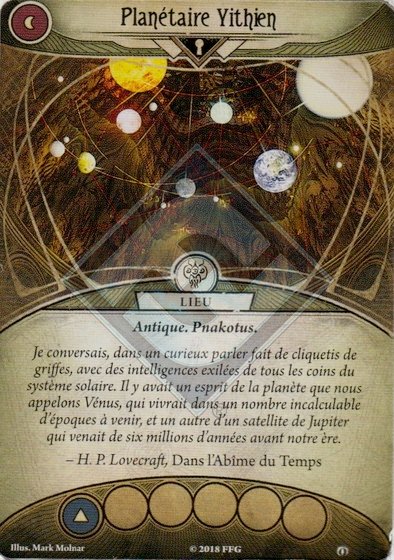 Planétaire Yithien
LIEU
Antique. Pnakotus.
Je conversais, dans un curieux parler fait de cliquetis de
griffes, avec des intelligences exilées de tous les coins du
système solaire. Il y avait un esprit de la planète que nous
appelons Vénus, qui vivrait dans un nombre incalculable
d'époques à venir, et un autre d'un satellite de Jupiter
qui venait de six millions d'années avant notre ère.
– H. P. Lovecraft, Dans l'Abîme du Temps
Illus. Mark Molnar
© 2018 FFG